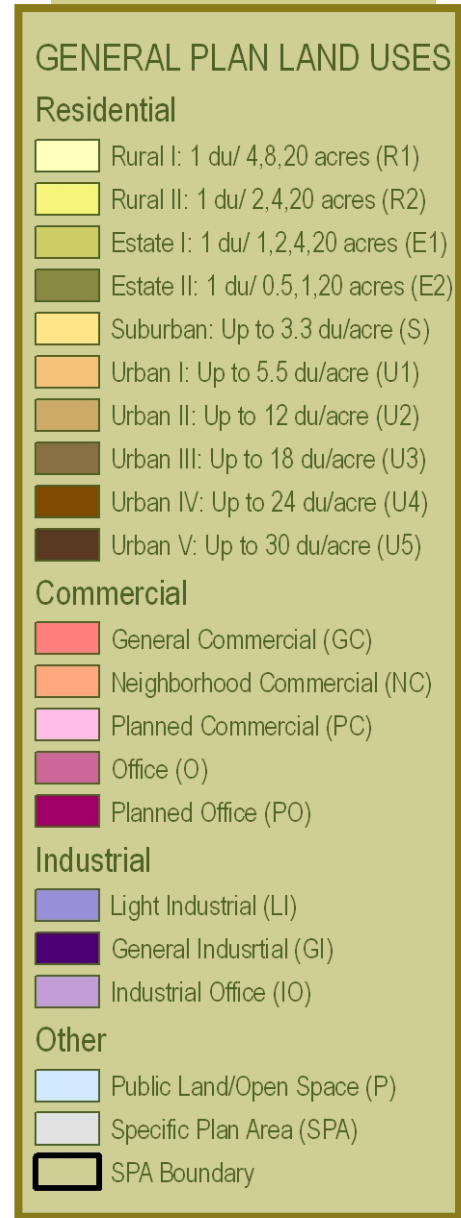 GENERAL PLAN LAND USES
Residential
Rural I: 1 du/ 4,8,20 acres (R1)
Rural II: 1 du/ 2,4,20 acres (R2)
Estate I: 1 du/ 1,2,4,20 acres (E1)
Estate II: 1 du/ 0.5,1,20 acres (E2)
Suburban: Up to 3.3 du/acre (S)
Urban I: Up to 5.5 du/acre (U1)
Urban II: Up to 12 du/acre (U2)
Urban III: Up to 18 du/acre (U3)
Urban IV: Up to 24 du/acre (U4)
Urban V: Up to 30 du/acre (U5)
Commercial
General Commercial (GC)
Neighborhood Commercial (NC)
Planned Commercial (PC)
Office (O)
Planned Office (PO)
Industrial
Light Industrial (LI)
General Indusrtial (GI)
Industrial Office (IO)
Other
Public Land/Open Space (P)
Specific Plan Area (SPA)
SPA Boundary